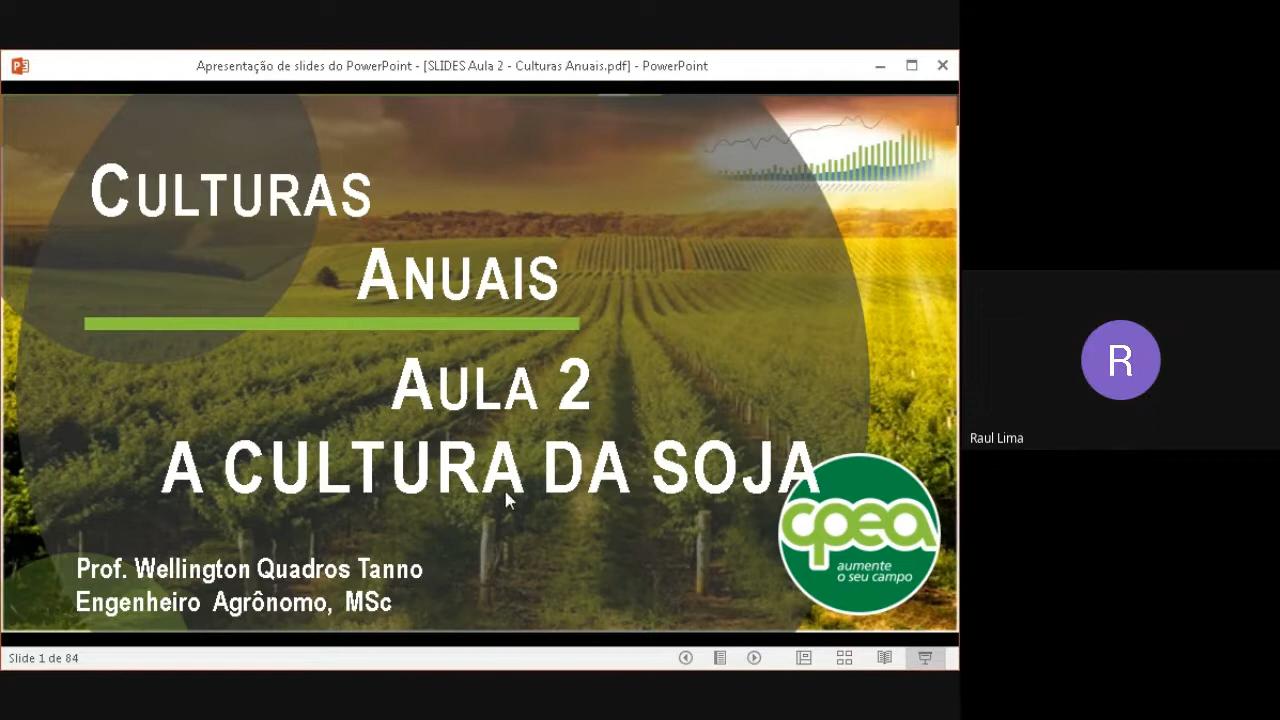 Apresentação de slides do PowerPoint - [SLIDES Aula 2 - Culturas Anuais.pdf] - PowerPoint
CULTURAS
ANUAIS
AULA 2
A CULTURA DA SOJA
cpea
aumente
o seu campo
Prof. Wellington Quadros Tanno
Engenheiro Agrônomo, MSc
Slide 1 de 84
R
Raul Lima